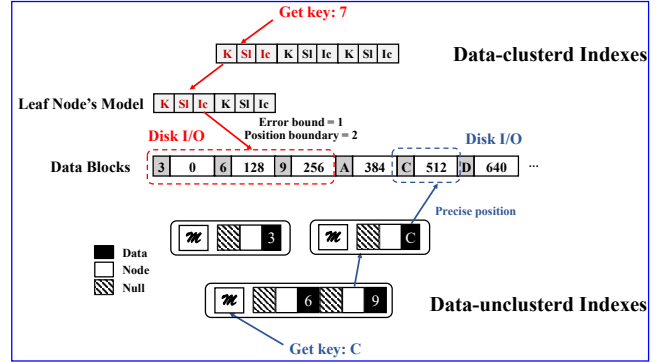 Get key: 7
K Sl Ic K Sl Ic K Sl Ic
Data-clusterd Indexes
Leaf Node's Model
K Sl Ic K Sl Ic
Error bound = 1
Position boundary = 2
Disk I/O
Disk I/O
Data Blocks
3 0 6 128 9 256 A 384 C 512 D 640 ...
Precise position
ℳ 3
ℳ C
Data
Node
Null
ℳ 6 9
Data-unclusterd Indexes
Get key: C